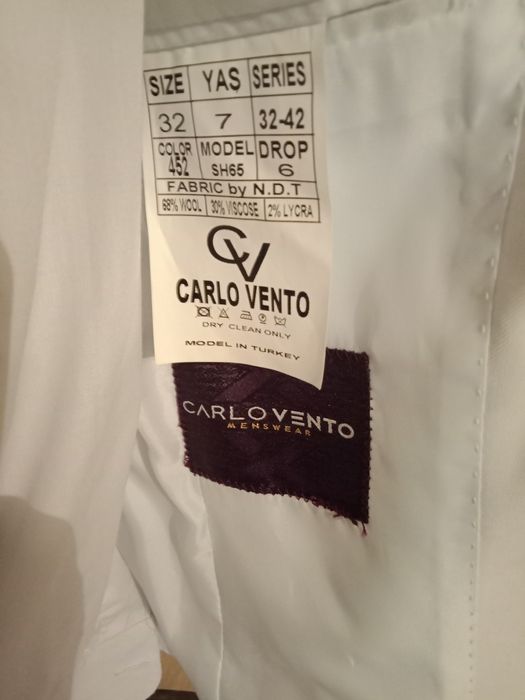 SIZE YAS SERIES
32 7 32-42
COLOR MODEL DROP
452 SH65 6
FABRIC by N.D.T
68% WOOL 30% VISCOSE 2% LYCRA
CV
CARLO VENTO
DRY CLEAN ONLY
MODEL IN TURKEY
CARLO VENTO
MENSWEAR